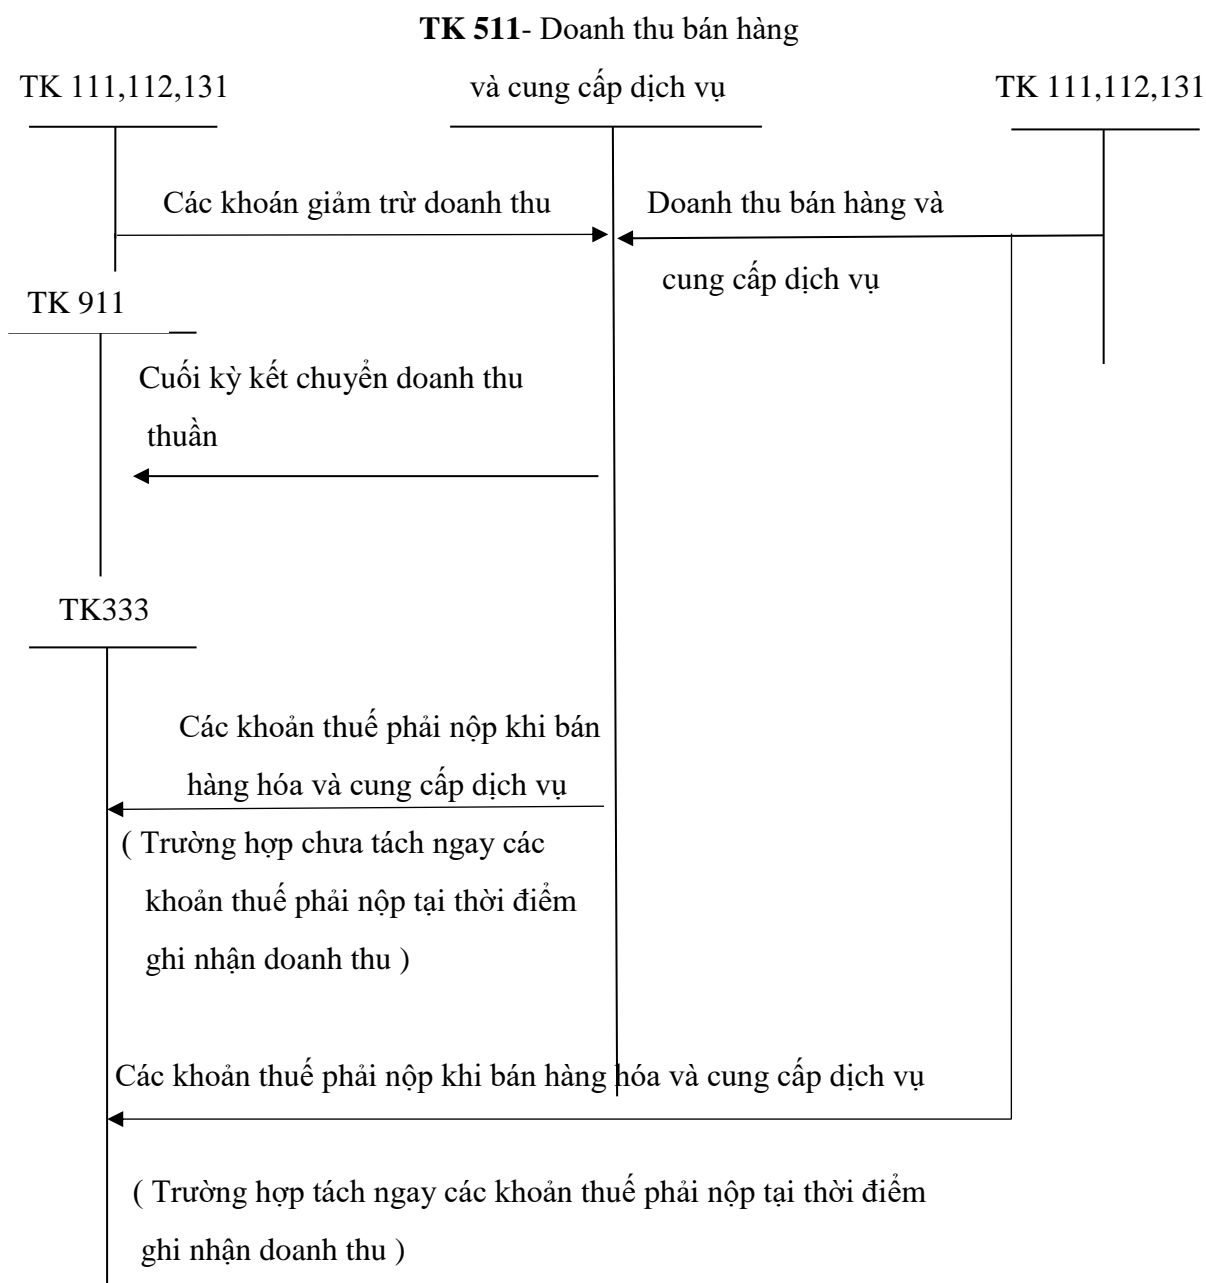 TK 511- Doanh thu bán hàng
và cung cấp dịch vụ
TK 111,112,131
TK 111,112,131
Các khoán giảm trừ doanh thu
Doanh thu bán hàng và
cung cấp dịch vụ
TK 911
Cuối kỳ kết chuyển doanh thu
thuần
TK333
Các khoản thuế phải nộp khi bán
hàng hóa và cung cấp dịch vụ
( Trường hợp chưa tách ngay các
khoản thuế phải nộp tại thời điểm
ghi nhận doanh thu )
Các khoản thuế phải nộp khi bán hàng hóa và cung cấp dịch vụ
( Trường hợp tách ngay các khoản thuế phải nộp tại thời điểm
ghi nhận doanh thu )